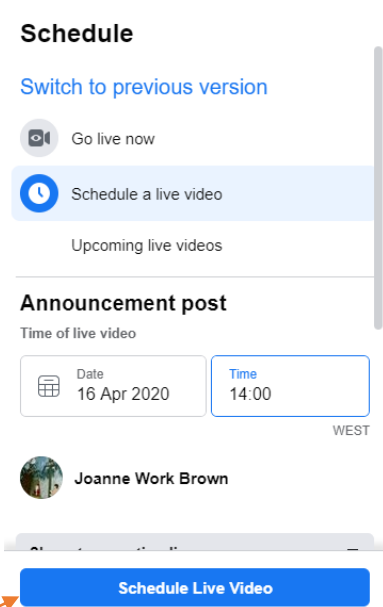 Schedule
Switch to previous version
Go live now
Schedule a live video
Upcoming live videos
Announcement post
Time of live video
Date
16 Apr 2020
Time
14:00
WEST
Joanne Work Brown
Schedule Live Video